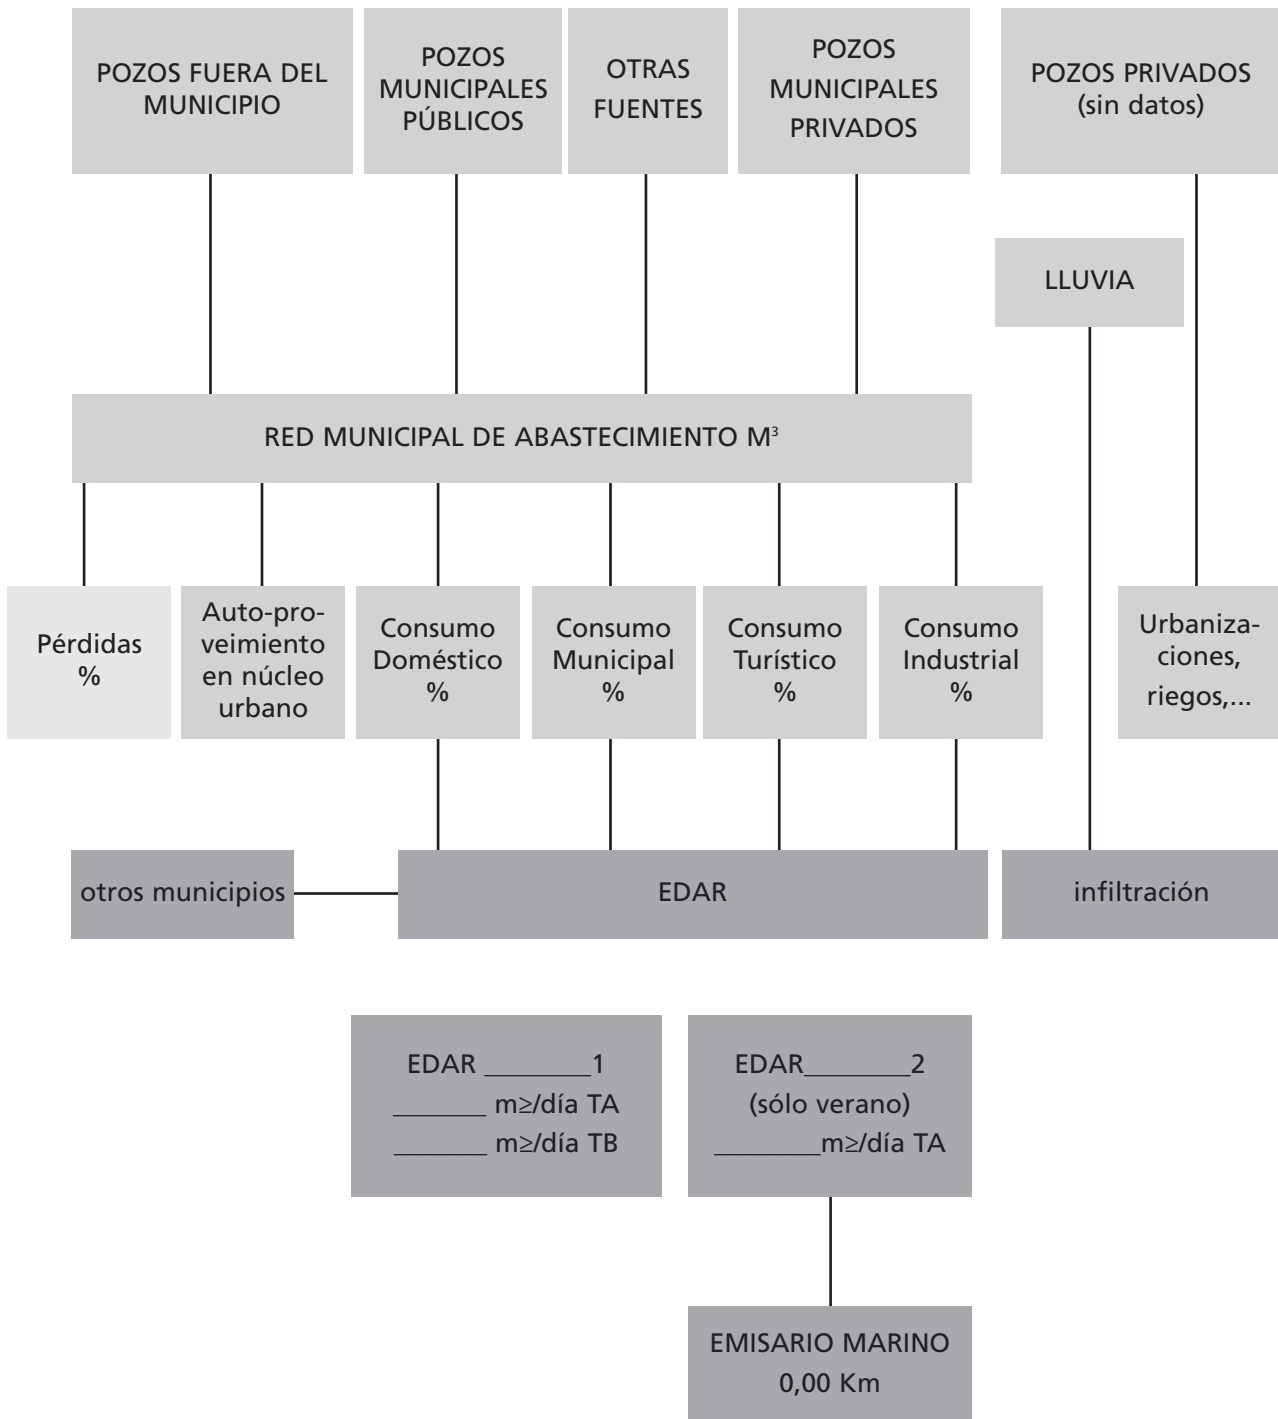 POZOS FUERA DEL
MUNICIPIO
POZOS
MUNICIPALES
PÚBLICOS
OTRAS
FUENTES
POZOS
MUNICIPALES
PRIVADOS
POZOS PRIVADOS
(sin datos)
LLUVIA
RED MUNICIPAL DE ABASTECIMIENTO M³
Pérdidas
%
Auto-pro-
veimiento
en núcleo
urbano
Consumo
Doméstico
%
Consumo
Municipal
%
Consumo
Turístico
%
Consumo
Industrial
%
Urbaniza-
ciones,
riegos,...
otros municipios
EDAR
infiltración
EDAR ________1
_______ m≥/día TA
_______ m≥/día TB
EDAR________2
(sólo verano)
________m≥/día TA
EMISARIO MARINO
0,00 Km